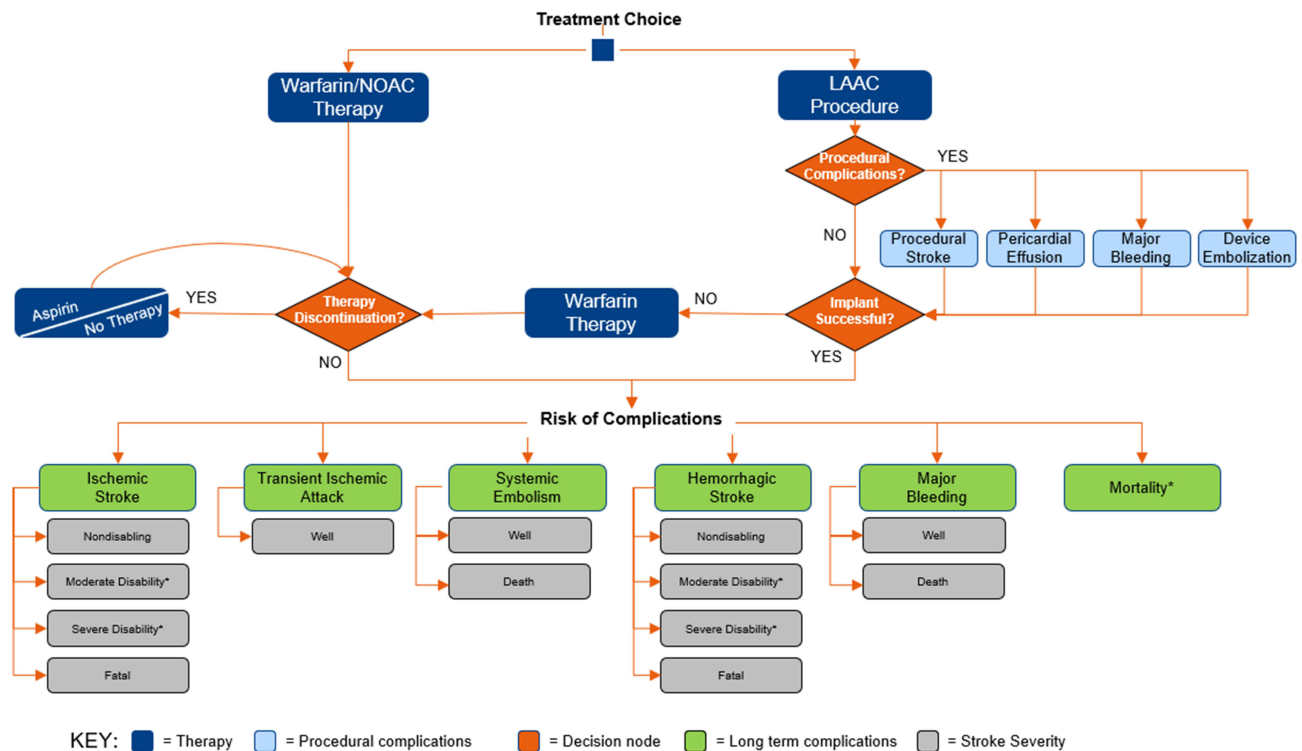 Treatment Choice
Warfarin/NOAC
Therapy
LAAC
Procedure
Procedural
Complications?
YES
NO
Procedural
Stroke
Pericardial
Effusion
Major
Bleeding
Device
Embolization
Aspirin
No Therapy
YES
Therapy
Discontinuation?
NO
Warfarin
Therapy
NO
Implant
Successful?
YES
Risk of Complications
Ischemic
Stroke
Transient Ischemic
Attack
Systemic
Embolism
Hemorrhagic
Stroke
Major
Bleeding
Mortality*
Nondisabling
Moderate Disability*
Severe Disability*
Fatal
Well
Well
Death
Nondisabling
Moderate Disability*
Severe Disability*
Fatal
Well
Death
KEY: = Therapy = Procedural complications = Decision node = Long term complications = Stroke Severity